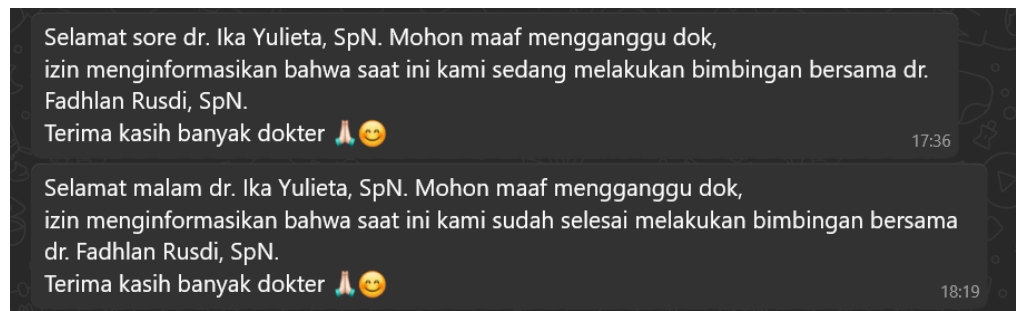 Selamat sore dr. Ika Yulieta, SpN. Mohon maaf mengganggu dok,
izin menginformasikan bahwa saat ini kami sedang melakukan bimbingan bersama dr.
Fadhlan Rusdi, SpN.
Terima kasih banyak dokter 🙏🏻😊
17:36
Selamat malam dr. Ika Yulieta, SpN. Mohon maaf mengganggu dok,
izin menginformasikan bahwa saat ini kami sudah selesai melakukan bimbingan bersama
dr. Fadhlan Rusdi, SpN.
Terima kasih banyak dokter 🙏🏻😊
18:19